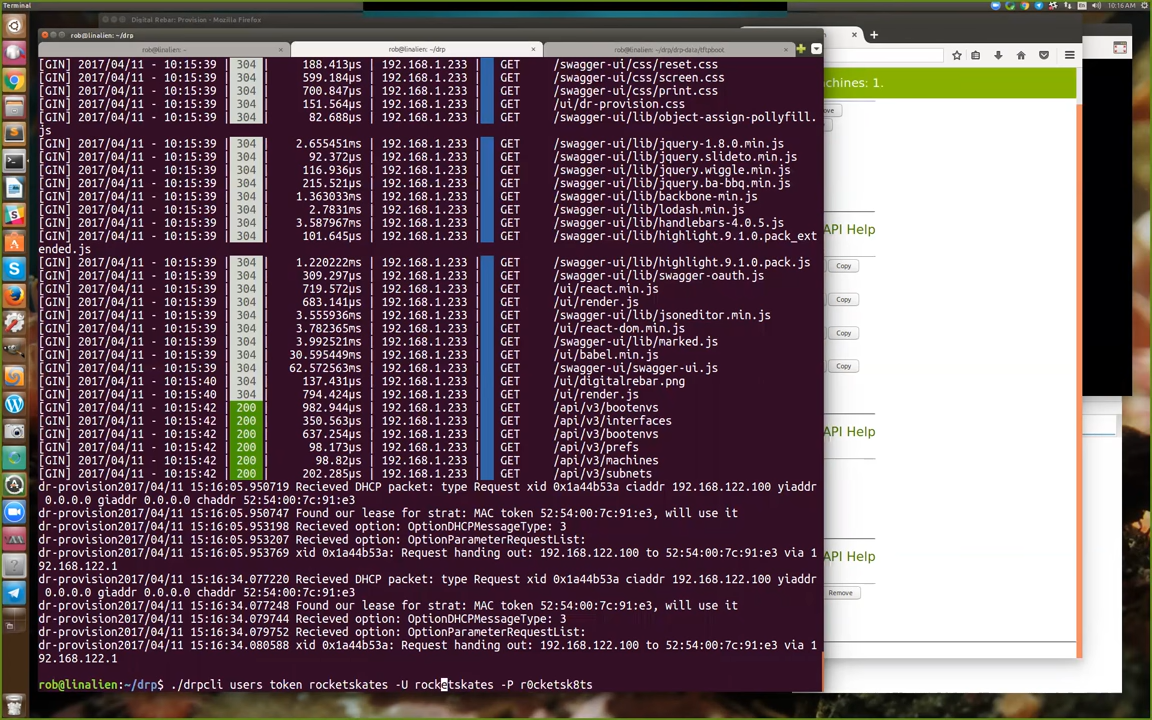 Terminal
En
10:16 AM
Digital Rebar: Provision - Mozilla Firefox
rob@linalien: ~/drp
rob@linalien: ~
rob@linalien: ~/drp
rob@linalien: ~/drp/drp-data/tftpboot
[GIN] 2017/04/11 - 10:15:39 | 304 | 188.413µs | 192.168.1.233 | GET /swagger-ui/css/reset.css
[GIN] 2017/04/11 - 10:15:39 | 304 | 599.184µs | 192.168.1.233 | GET /swagger-ui/css/screen.css
[GIN] 2017/04/11 - 10:15:39 | 304 | 700.847µs | 192.168.1.233 | GET /swagger-ui/css/print.css
[GIN] 2017/04/11 - 10:15:39 | 304 | 151.564µs | 192.168.1.233 | GET /ui/dr-provision.css
[GIN] 2017/04/11 - 10:15:39 | 304 | 82.688µs | 192.168.1.233 | GET /swagger-ui/lib/object-assign-pollyfill.
js
[GIN] 2017/04/11 - 10:15:39 | 304 | 2.655451ms | 192.168.1.233 | GET /swagger-ui/lib/jquery-1.8.0.min.js
[GIN] 2017/04/11 - 10:15:39 | 304 | 92.372µs | 192.168.1.233 | GET /swagger-ui/lib/jquery.slideto.min.js
[GIN] 2017/04/11 - 10:15:39 | 304 | 116.936µs | 192.168.1.233 | GET /swagger-ui/lib/jquery.wiggle.min.js
[GIN] 2017/04/11 - 10:15:39 | 304 | 215.521µs | 192.168.1.233 | GET /swagger-ui/lib/jquery.ba-bbq.min.js
[GIN] 2017/04/11 - 10:15:39 | 304 | 1.363033ms | 192.168.1.233 | GET /swagger-ui/lib/backbone-min.js
[GIN] 2017/04/11 - 10:15:39 | 304 | 2.7831ms | 192.168.1.233 | GET /swagger-ui/lib/lodash.min.js
[GIN] 2017/04/11 - 10:15:39 | 304 | 3.587967ms | 192.168.1.233 | GET /swagger-ui/lib/handlebars-4.0.5.js
[GIN] 2017/04/11 - 10:15:39 | 304 | 101.645µs | 192.168.1.233 | GET /swagger-ui/lib/highlight.9.1.0.pack_ext
ended.js
[GIN] 2017/04/11 - 10:15:39 | 304 | 1.220222ms | 192.168.1.233 | GET /swagger-ui/lib/highlight.9.1.0.pack.js
[GIN] 2017/04/11 - 10:15:39 | 304 | 309.297µs | 192.168.1.233 | GET /swagger-ui/lib/swagger-oauth.js
[GIN] 2017/04/11 - 10:15:39 | 304 | 719.572µs | 192.168.1.233 | GET /ui/react.min.js
[GIN] 2017/04/11 - 10:15:39 | 304 | 683.141µs | 192.168.1.233 | GET /ui/render.js
[GIN] 2017/04/11 - 10:15:39 | 304 | 3.555936ms | 192.168.1.233 | GET /swagger-ui/lib/jsoneditor.min.js
[GIN] 2017/04/11 - 10:15:39 | 304 | 3.782365ms | 192.168.1.233 | GET /ui/react-dom.min.js
[GIN] 2017/04/11 - 10:15:39 | 304 | 3.992521ms | 192.168.1.233 | GET /swagger-ui/lib/marked.js
[GIN] 2017/04/11 - 10:15:39 | 304 | 30.595449ms | 192.168.1.233 | GET /ui/babel.min.js
[GIN] 2017/04/11 - 10:15:39 | 304 | 62.572563ms | 192.168.1.233 | GET /swagger-ui/swagger-ui.js
[GIN] 2017/04/11 - 10:15:40 | 304 | 137.431µs | 192.168.1.233 | GET /ui/digitalrebar.png
[GIN] 2017/04/11 - 10:15:40 | 304 | 794.424µs | 192.168.1.233 | GET /ui/render.js
[GIN] 2017/04/11 - 10:15:42 | 200 | 982.944µs | 192.168.1.233 | GET /api/v3/bootenvs
[GIN] 2017/04/11 - 10:15:42 | 200 | 350.563µs | 192.168.1.233 | GET /api/v3/interfaces
[GIN] 2017/04/11 - 10:15:42 | 200 | 637.254µs | 192.168.1.233 | GET /api/v3/bootenvs
[GIN] 2017/04/11 - 10:15:42 | 200 | 98.173µs | 192.168.1.233 | GET /api/v3/prefs
[GIN] 2017/04/11 - 10:15:42 | 200 | 98.82µs | 192.168.1.233 | GET /api/v3/machines
[GIN] 2017/04/11 - 10:15:42 | 200 | 202.285µs | 192.168.1.233 | GET /api/v3/subnets
dr-provision2017/04/11 15:16:05.950719 Recieved DHCP packet: type Request xid 0x1a44b53a ciaddr 192.168.122.100 yiaddr
0.0.0.0 giaddr 0.0.0.0 chaddr 52:54:00:7c:91:e3
dr-provision2017/04/11 15:16:05.950747 Found our lease for strat: MAC token 52:54:00:7c:91:e3, will use it
dr-provision2017/04/11 15:16:05.953198 Recieved option: OptionDHCPMessageType: 3
dr-provision2017/04/11 15:16:05.953207 Recieved option: OptionParameterRequestList:
dr-provision2017/04/11 15:16:05.953769 xid 0x1a44b53a: Request handing out: 192.168.122.100 to 52:54:00:7c:91:e3 via 1
92.168.122.1
dr-provision2017/04/11 15:16:34.077220 Recieved DHCP packet: type Request xid 0x1a44b53a ciaddr 192.168.122.100 yiaddr
0.0.0.0 giaddr 0.0.0.0 chaddr 52:54:00:7c:91:e3
dr-provision2017/04/11 15:16:34.077248 Found our lease for strat: MAC token 52:54:00:7c:91:e3, will use it
dr-provision2017/04/11 15:16:34.079744 Recieved option: OptionDHCPMessageType: 3
dr-provision2017/04/11 15:16:34.079752 Recieved option: OptionParameterRequestList:
dr-provision2017/04/11 15:16:34.080588 xid 0x1a44b53a: Request handing out: 192.168.122.100 to 52:54:00:7c:91:e3 via 1
92.168.122.1
rob@linalien:~/drp$ ./drpcli users token rocketskates -U rocketskates -P r0cketsk8ts
achines: 1.
API Help
Copy
Copy
Copy
Copy
API Help
API Help
Remove